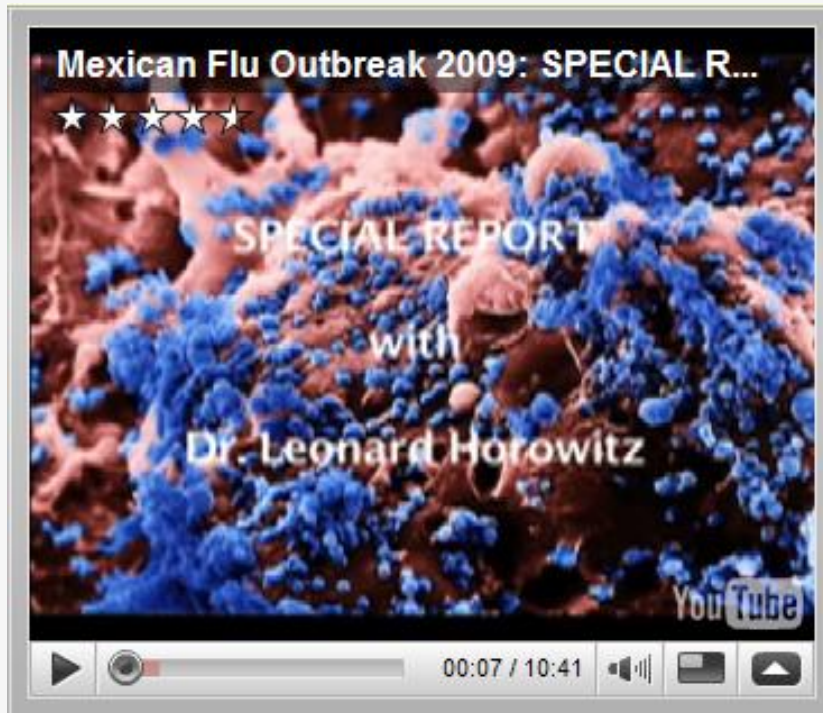 Mexican Flu Outbreak 2009: SPECIAL R...
SPECIAL REPORT
with
Dr. Leonard Horowitz
YouTube
00:07 / 10:41